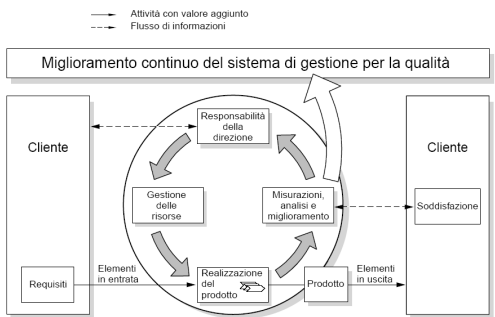 Attività con valore aggiunto
Flusso di informazioni
Miglioramento continuo del sistema di gestione per la qualità
Cliente
Responsabilità
della
direzione
Cliente
Gestione
delle
risorse
Misurazioni,
analisi e
miglioramento
Soddisfazione
Requisiti
Elementi
in entrata
Realizzazione
del
prodotto
Prodotto
Elementi
in uscita